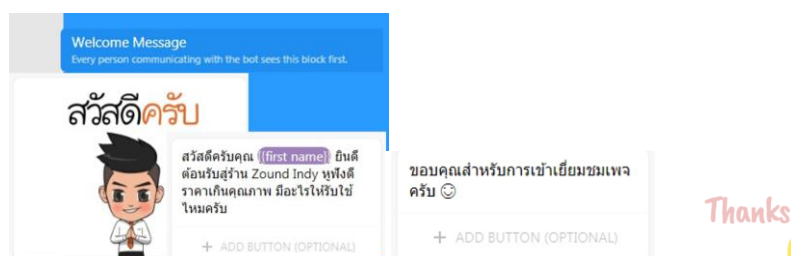 Welcome Message
Every person communicating with the bot sees this block first.
สวัสดีครับ
สวัสดีครับคุณ {{first name}} ยินดี
ต้อนรับสู่ร้าน Zound Indy หูฟังดี
ราคาเกินคุณภาพ มีอะไรให้รับใช้
ไหมครับ
+ ADD BUTTON (OPTIONAL)
ขอบคุณสำหรับการเข้าเยี่ยมชมเพจ
ครับ ☺
+ ADD BUTTON (OPTIONAL)
Thanks